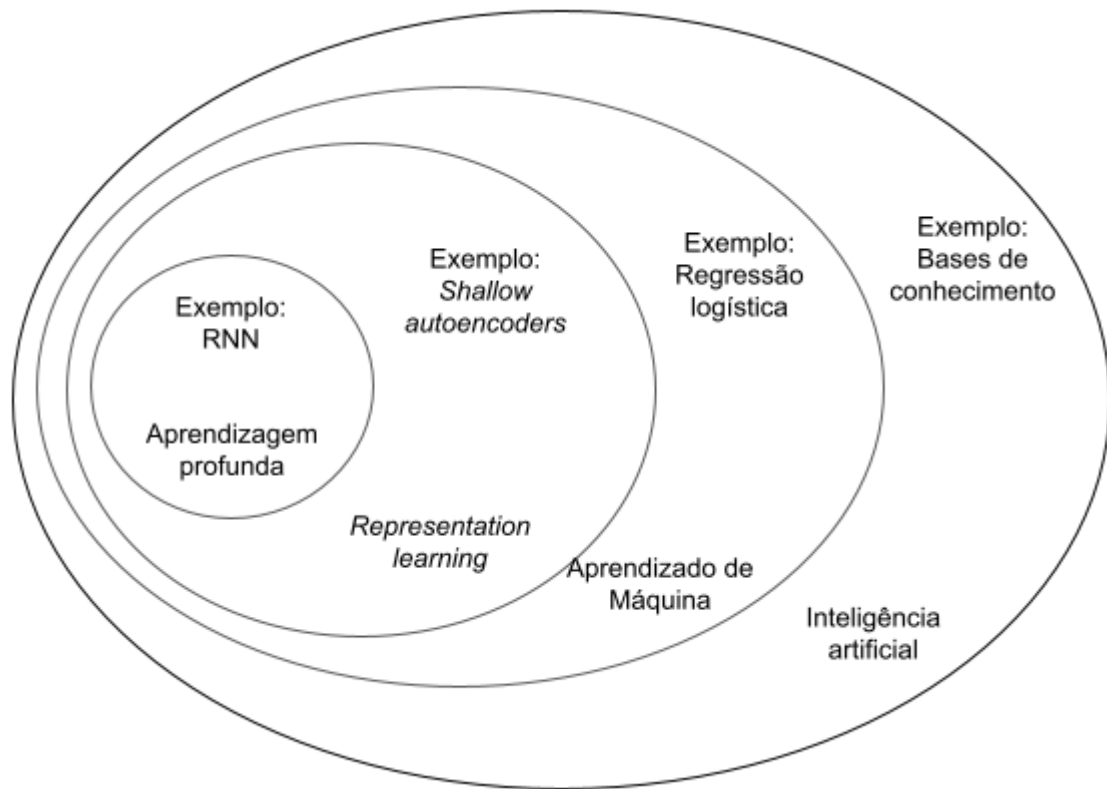 Exemplo:
RNN
Aprendizagem
profunda
Exemplo:
Shallow
autoencoders
Representation
learning
Exemplo:
Regressão
logística
Aprendizado de
Máquina
Exemplo:
Bases de
conhecimento
Inteligência
artificial